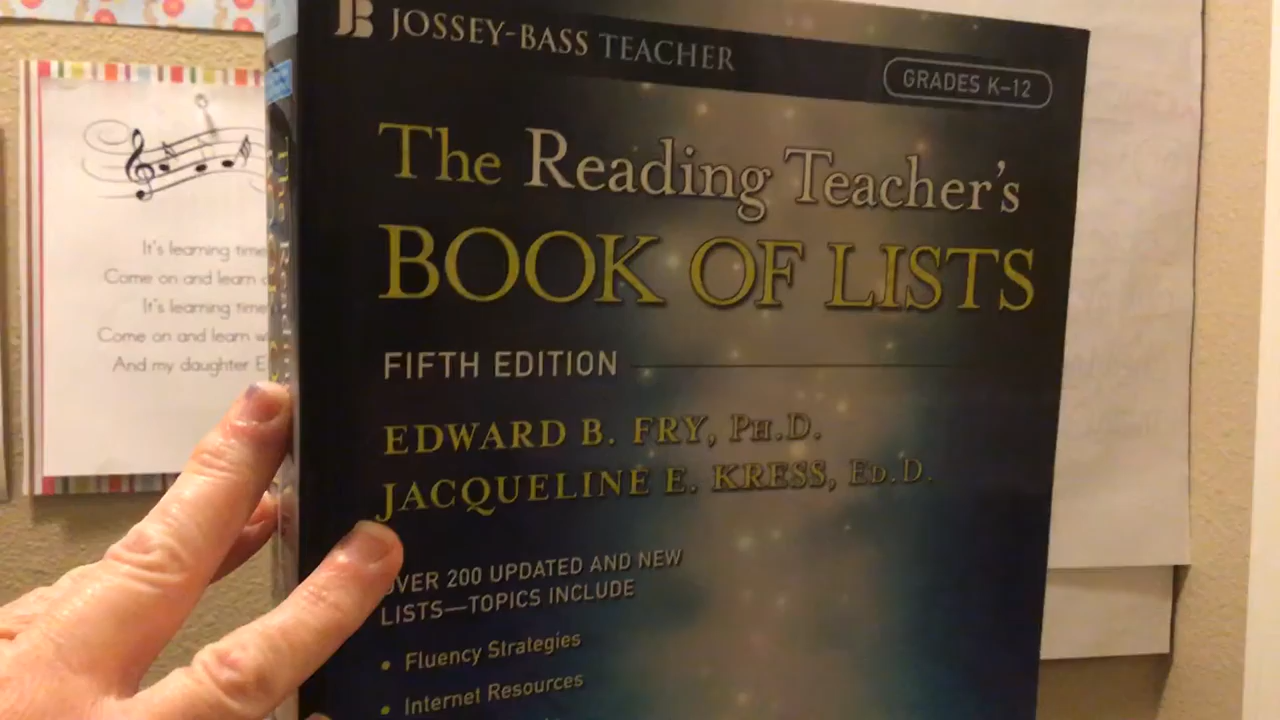 JB JOSSEY-BASS TEACHER
GRADES K–12
The Reading Teacher's
BOOK OF LISTS
FIFTH EDITION
EDWARD B. FRY, PH.D.
JACQUELINE E. KRESS, ED.D.
OVER 200 UPDATED AND NEW
LISTS—TOPICS INCLUDE
• Fluency Strategies
• Internet Resources
It's learning time
Come on and learn
It's learning time
Come on and learn
And my daughter